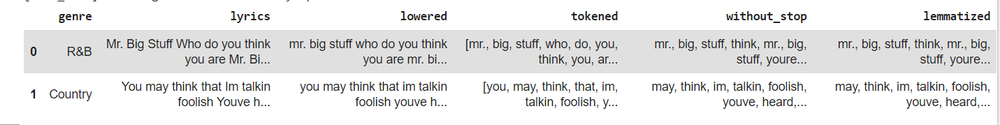 genre lyrics lowered tokened without_stop lemmatized
0 R&B Mr. Big Stuff Who do you think mr. big stuff who do you think [mr., big, stuff, who, do, you, mr., big, stuff, think, mr., big, mr., big, stuff, think, mr., big,
you are Mr. Bi... you are mr. bi... think, you, ar... stuff, youre... stuff, youre...
1 Country You may think that Im talkin you may think that im talkin [you, may, think, that, im, may, think, im, talkin, foolish, may, think, im, talkin, foolish,
foolish Youve h... foolish youve h... talkin, foolish, y... youve, heard,... youve, heard,...